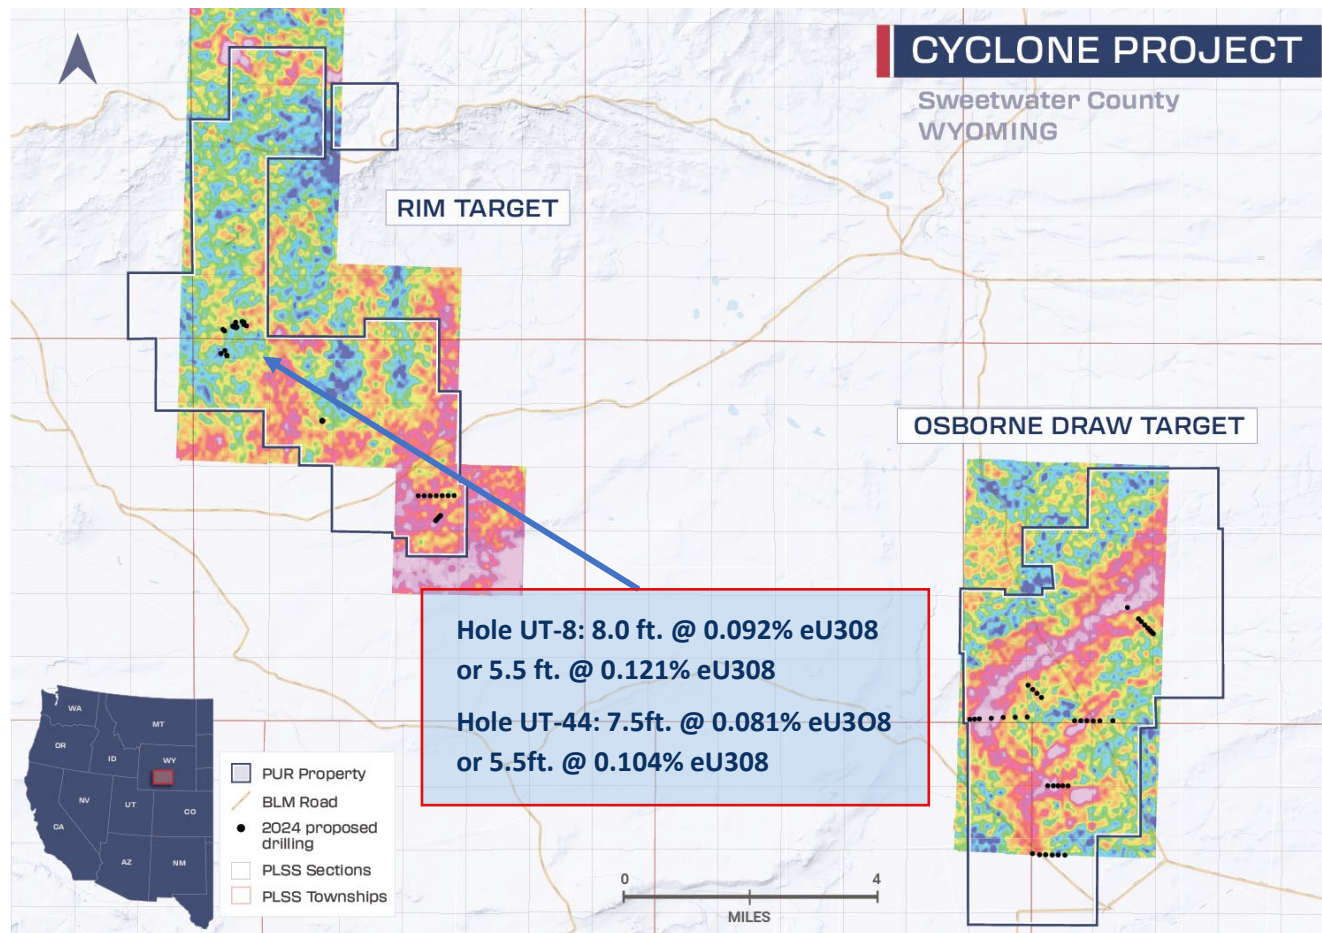 CYCLONE PROJECT
Sweetwater County
WYOMING
RIM TARGET
OSBORNE DRAW TARGET
Hole UT-8: 8.0 ft. @ 0.092% eU308
or 5.5 ft. @ 0.121% eU308
Hole UT-44: 7.5ft. @ 0.081% eU3O8
or 5.5ft. @ 0.104% eU308
WA
MT
OR
ID
WY
NV
UT
CO
CA
AZ
NM
PUR Property
BLM Road
2024 proposed
drilling
PLSS Sections
PLSS Townships
0
4
MILES